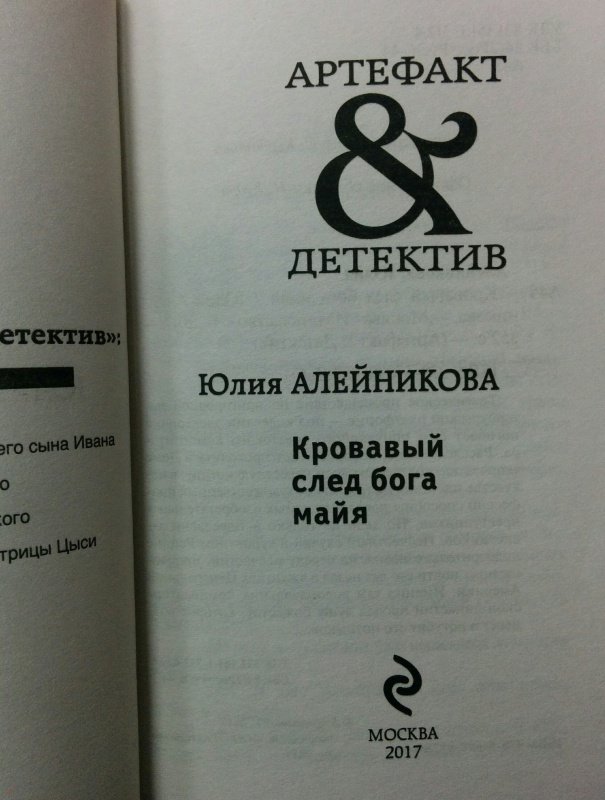 етектив»:
его сына Ивана
о
кого
трицы Цыси
АРТЕФАКТ
&
ДЕТЕКТИВ
Юлия АЛЕЙНИКОВА
Кровавый
след бога
майя
МОСКВА
2017